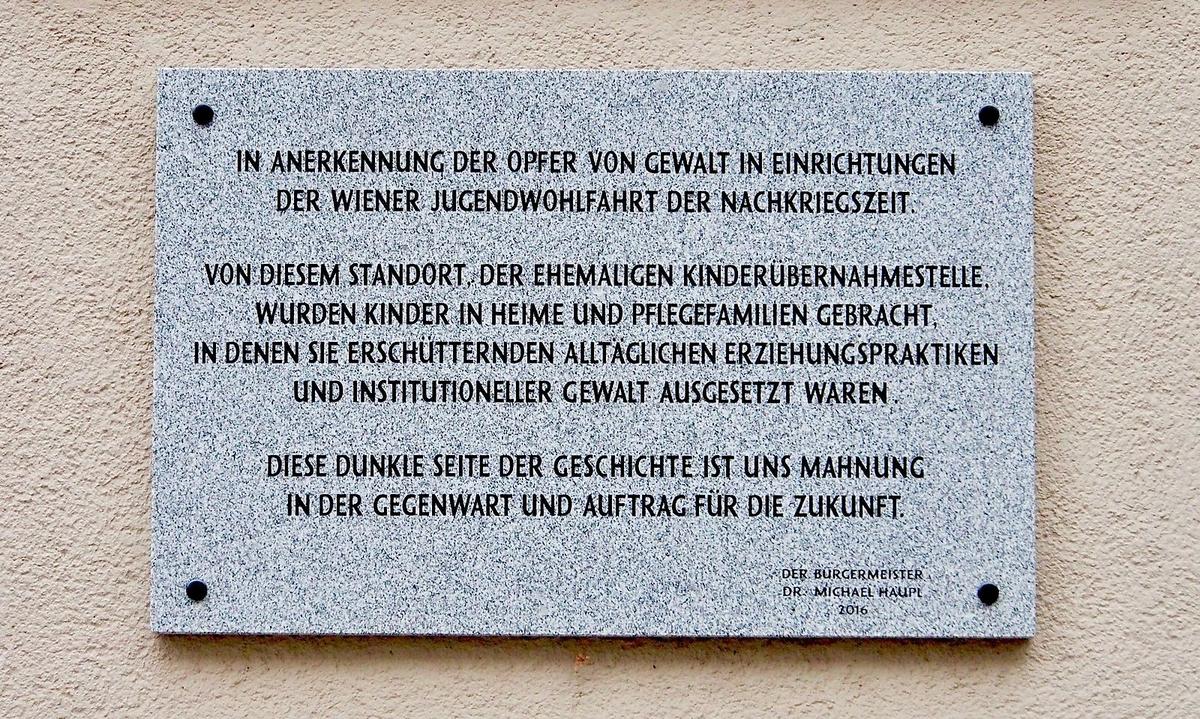 IN ANERKENNUNG DER OPFER VON GEWALT IN EINRICHTUNGEN
DER WIENER JUGENDWOHLFAHRT DER NACHKRIEGSZEIT.
VON DIESEM STANDORT, DER EHEMALIGEN KINDERÜBERNAHMESTELLE,
WURDEN KINDER IN HEIME UND PFLEGEFAMILIEN GEBRACHT,
IN DENEN SIE ERSCHÜTTERNDEN ALLTÄGLICHEN ERZIEHUNGSPRAKTIKEN
UND INSTITUTIONELLER GEWALT AUSGESETZT WAREN.
DIESE DUNKLE SEITE DER GESCHICHTE IST UNS MAHNUNG
IN DER GEGENWART UND AUFTRAG FÜR DIE ZUKUNFT.
DER BÜRGERMEISTER
DR. MICHAEL HÄUPL
2016